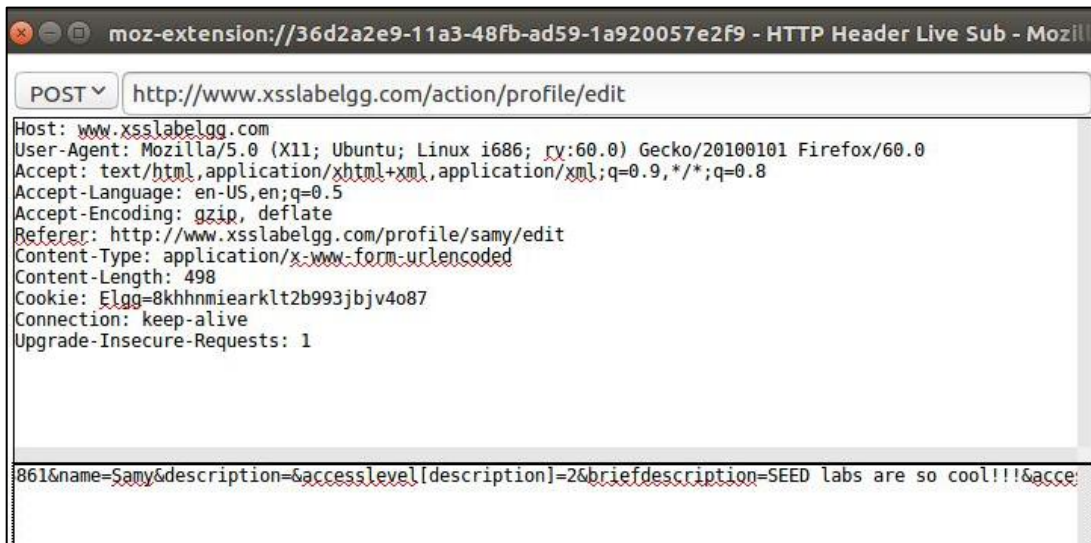 moz-extension://36d2a2e9-11a3-48fb-ad59-1a920057e2f9 - HTTP Header Live Sub - Mozill
POST http://www.xsslabelgg.com/action/profile/edit
Host: www.xsslabelgg.com
User-Agent: Mozilla/5.0 (X11; Ubuntu; Linux i686; rv:60.0) Gecko/20100101 Firefox/60.0
Accept: text/html,application/xhtml+xml,application/xml;q=0.9,*/*;q=0.8
Accept-Language: en-US,en;q=0.5
Accept-Encoding: gzip, deflate
Referer: http://www.xsslabelgg.com/profile/samy/edit
Content-Type: application/x-www-form-urlencoded
Content-Length: 498
Cookie: Elgg=8khhnmiearklt2b993jbjv4o87
Connection: keep-alive
Upgrade-Insecure-Requests: 1
861&name=Samy&description=&accesslevel[description]=2&briefdescription=SEED labs are so cool!!!&acces